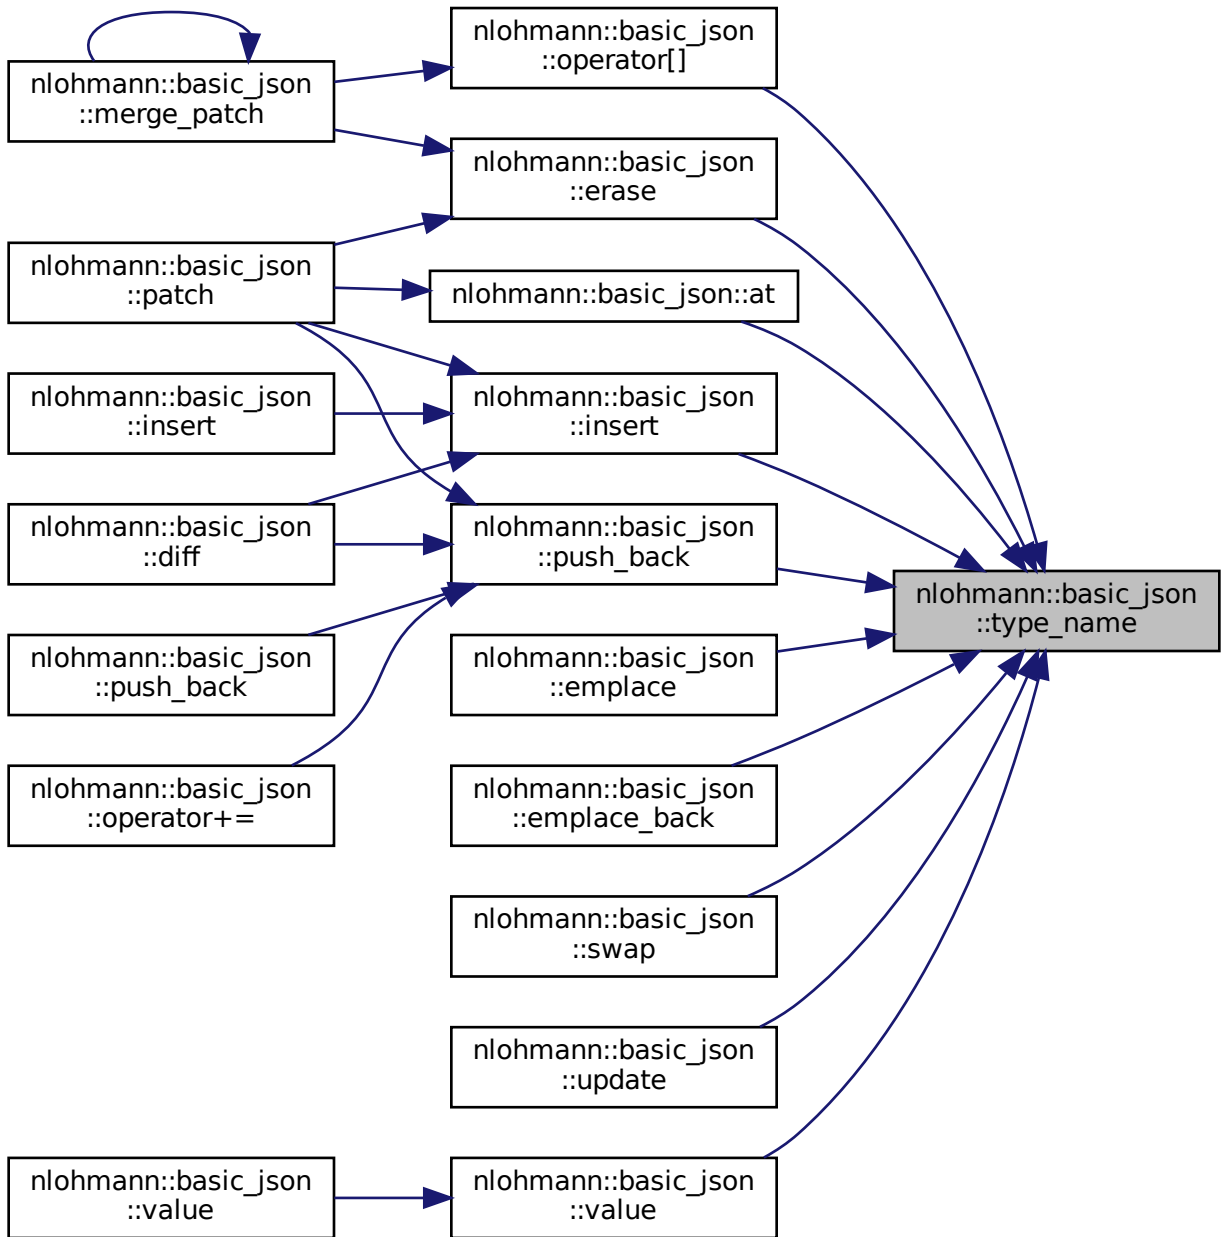 nlohmann::basic_json
::operator[]
nlohmann::basic_json
::merge_patch
nlohmann::basic_json
::erase
nlohmann::basic_json
::patch
nlohmann::basic_json::at
nlohmann::basic_json
::insert
nlohmann::basic_json
::insert
nlohmann::basic_json
::diff
nlohmann::basic_json
::push_back
nlohmann::basic_json
::type_name
nlohmann::basic_json
::push_back
nlohmann::basic_json
::emplace
nlohmann::basic_json
::operator+=
nlohmann::basic_json
::emplace_back
nlohmann::basic_json
::swap
nlohmann::basic_json
::update
nlohmann::basic_json
::value
nlohmann::basic_json
::value